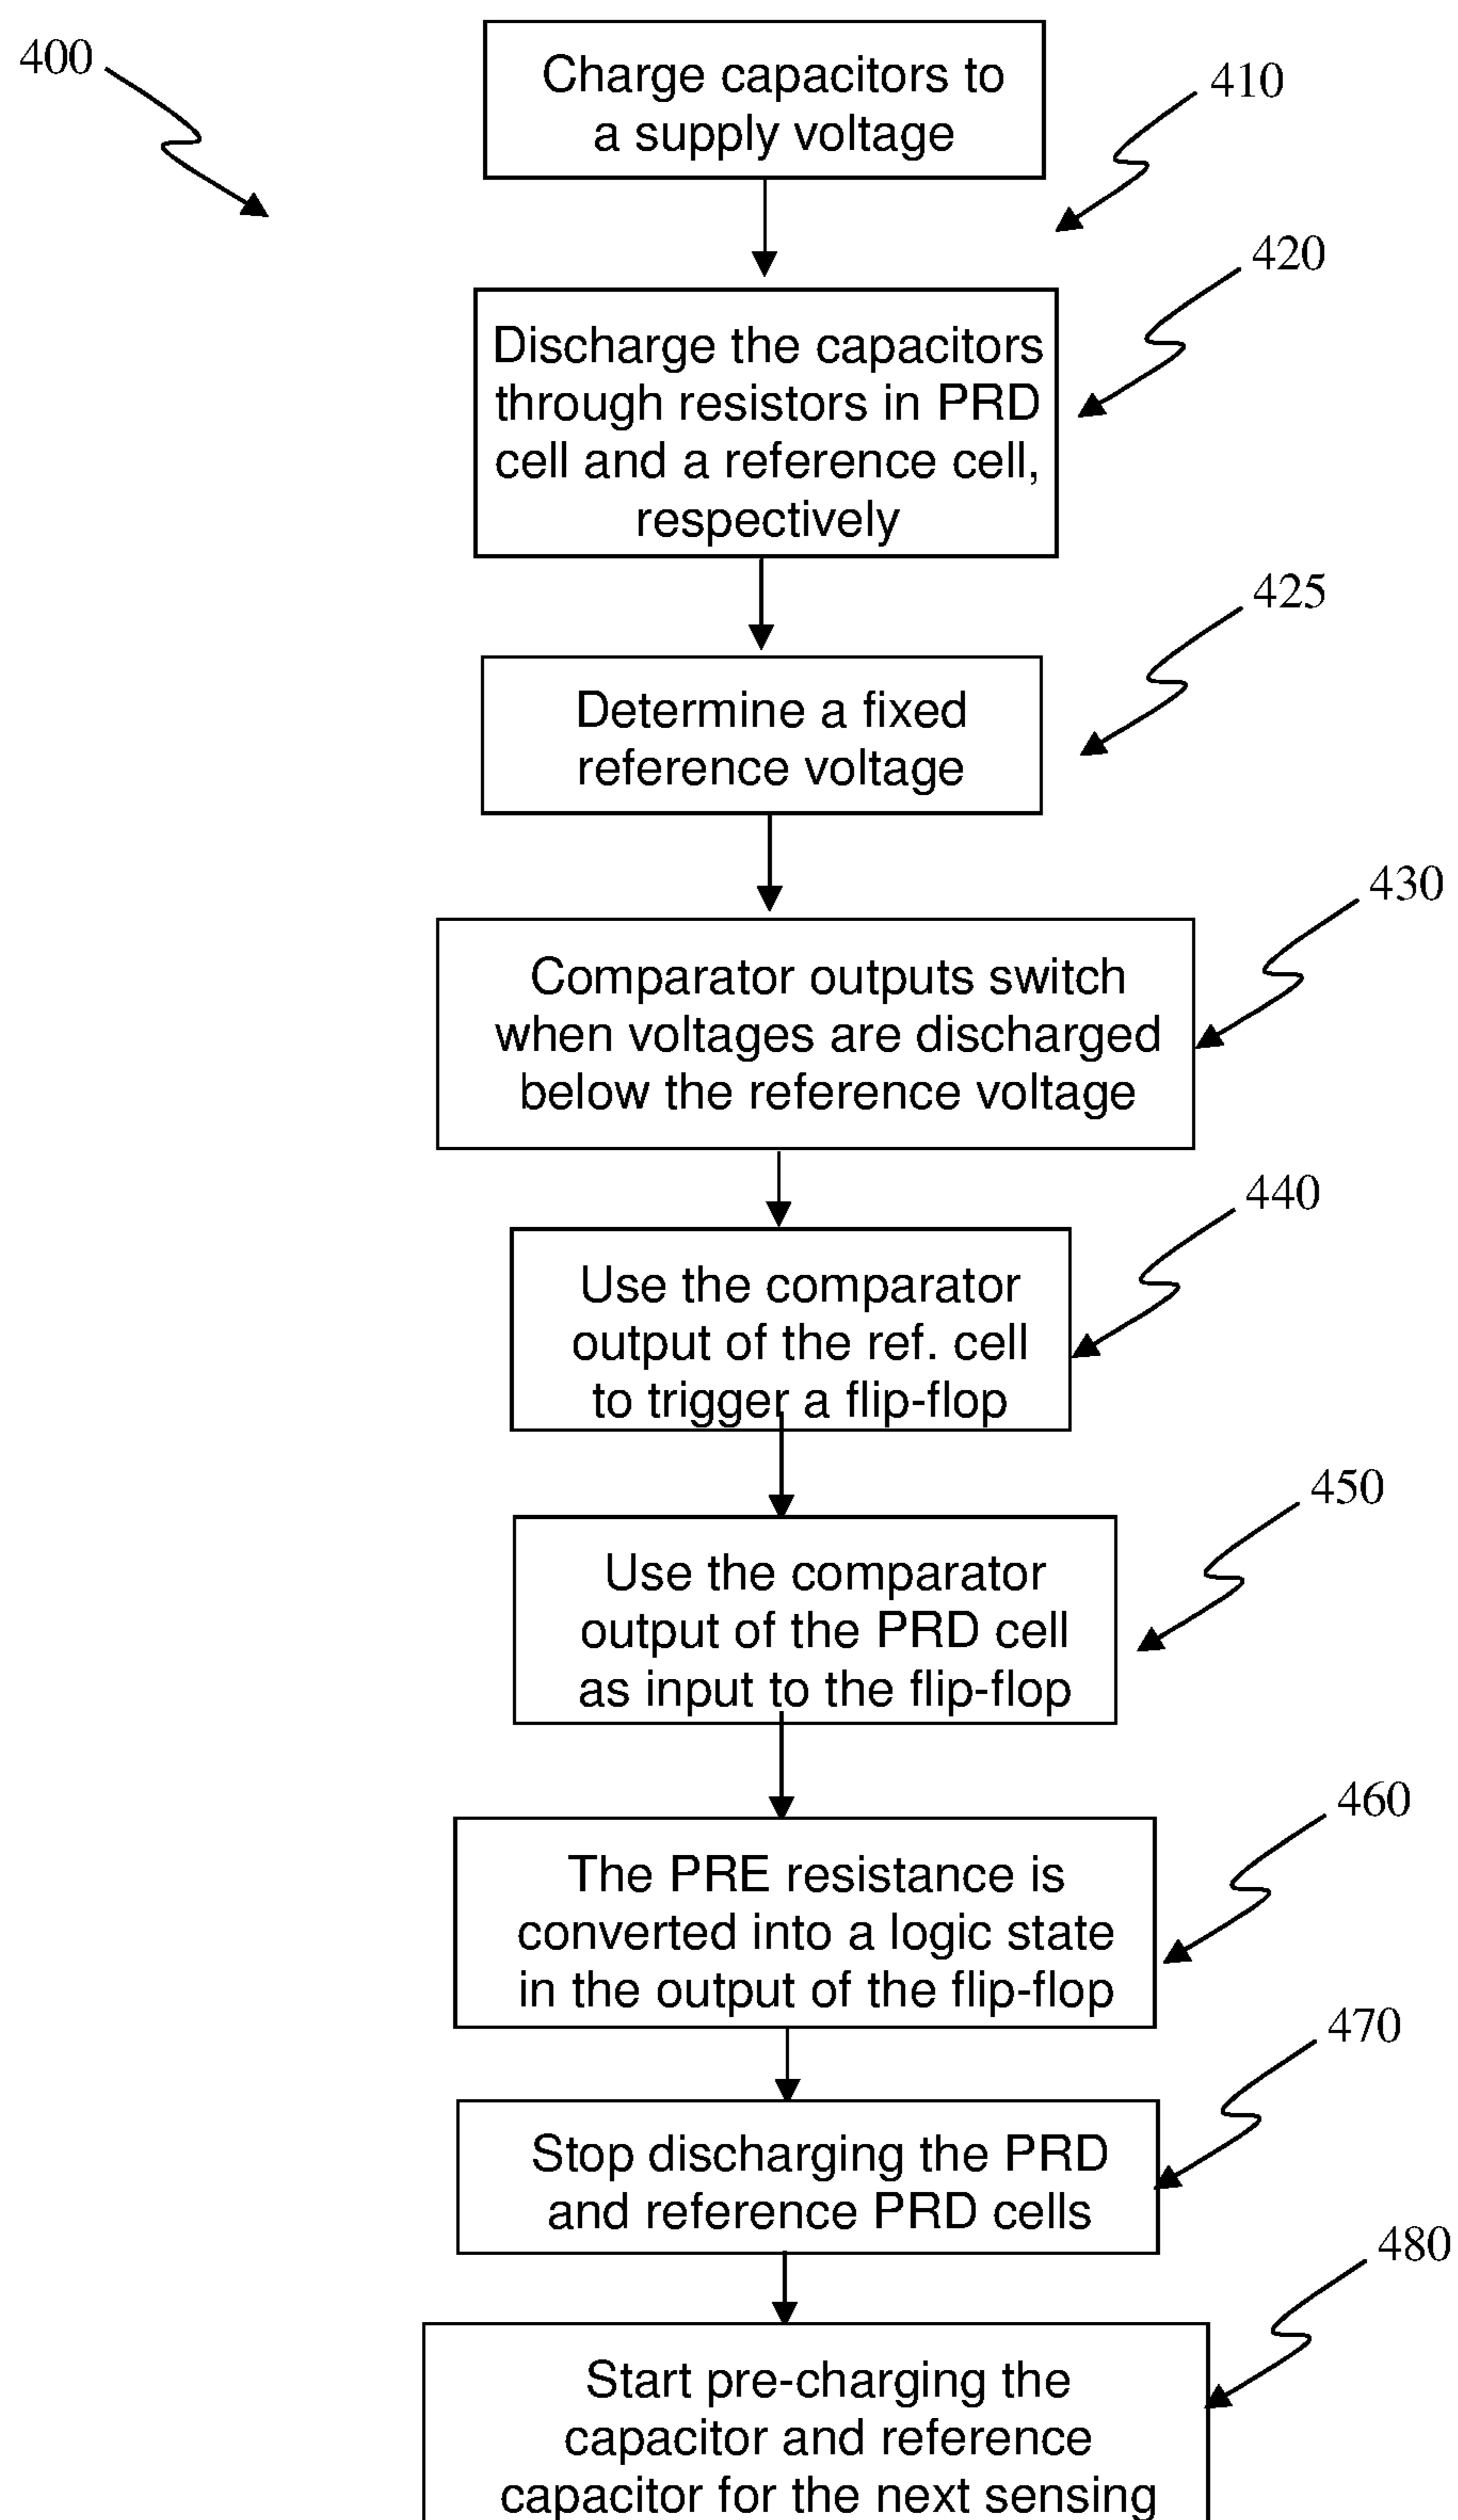 400
Charge capacitors to
a supply voltage
410
420
Discharge the capacitors
through resistors in PRD
cell and a reference cell,
respectively
425
Determine a fixed
reference voltage
430
Comparator outputs switch
when voltages are discharged
below the reference voltage
440
Use the comparator
output of the ref. cell
to trigger a flip-flop
450
Use the comparator
output of the PRD cell
as input to the flip-flop
460
The PRE resistance is
converted into a logic state
in the output of the flip-flop
470
Stop discharging the PRD
and reference PRD cells
480
Start pre-charging the
capacitor and reference
capacitor for the next sensing